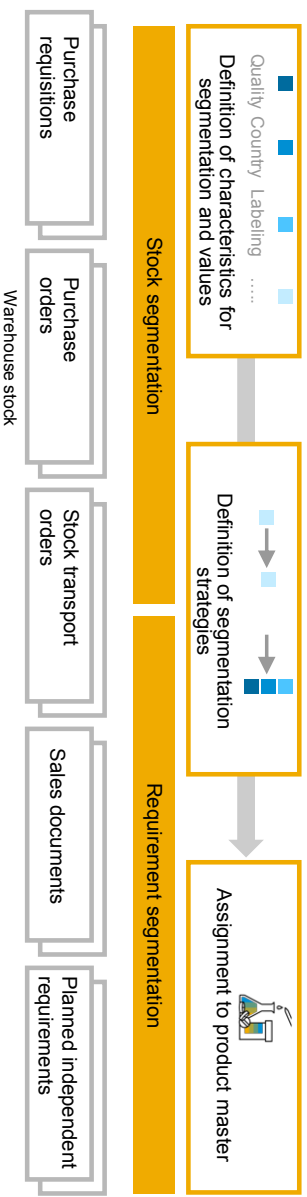 Quality Country Labeling .....
Definition of characteristics for
segmentation and values
Definition of segmentation
strategies
Assignment to product master
Stock segmentation
Requirement segmentation
Purchase
requisitions
Purchase
orders
Stock transport
orders
Sales documents
Planned independent
requirements
Warehouse stock